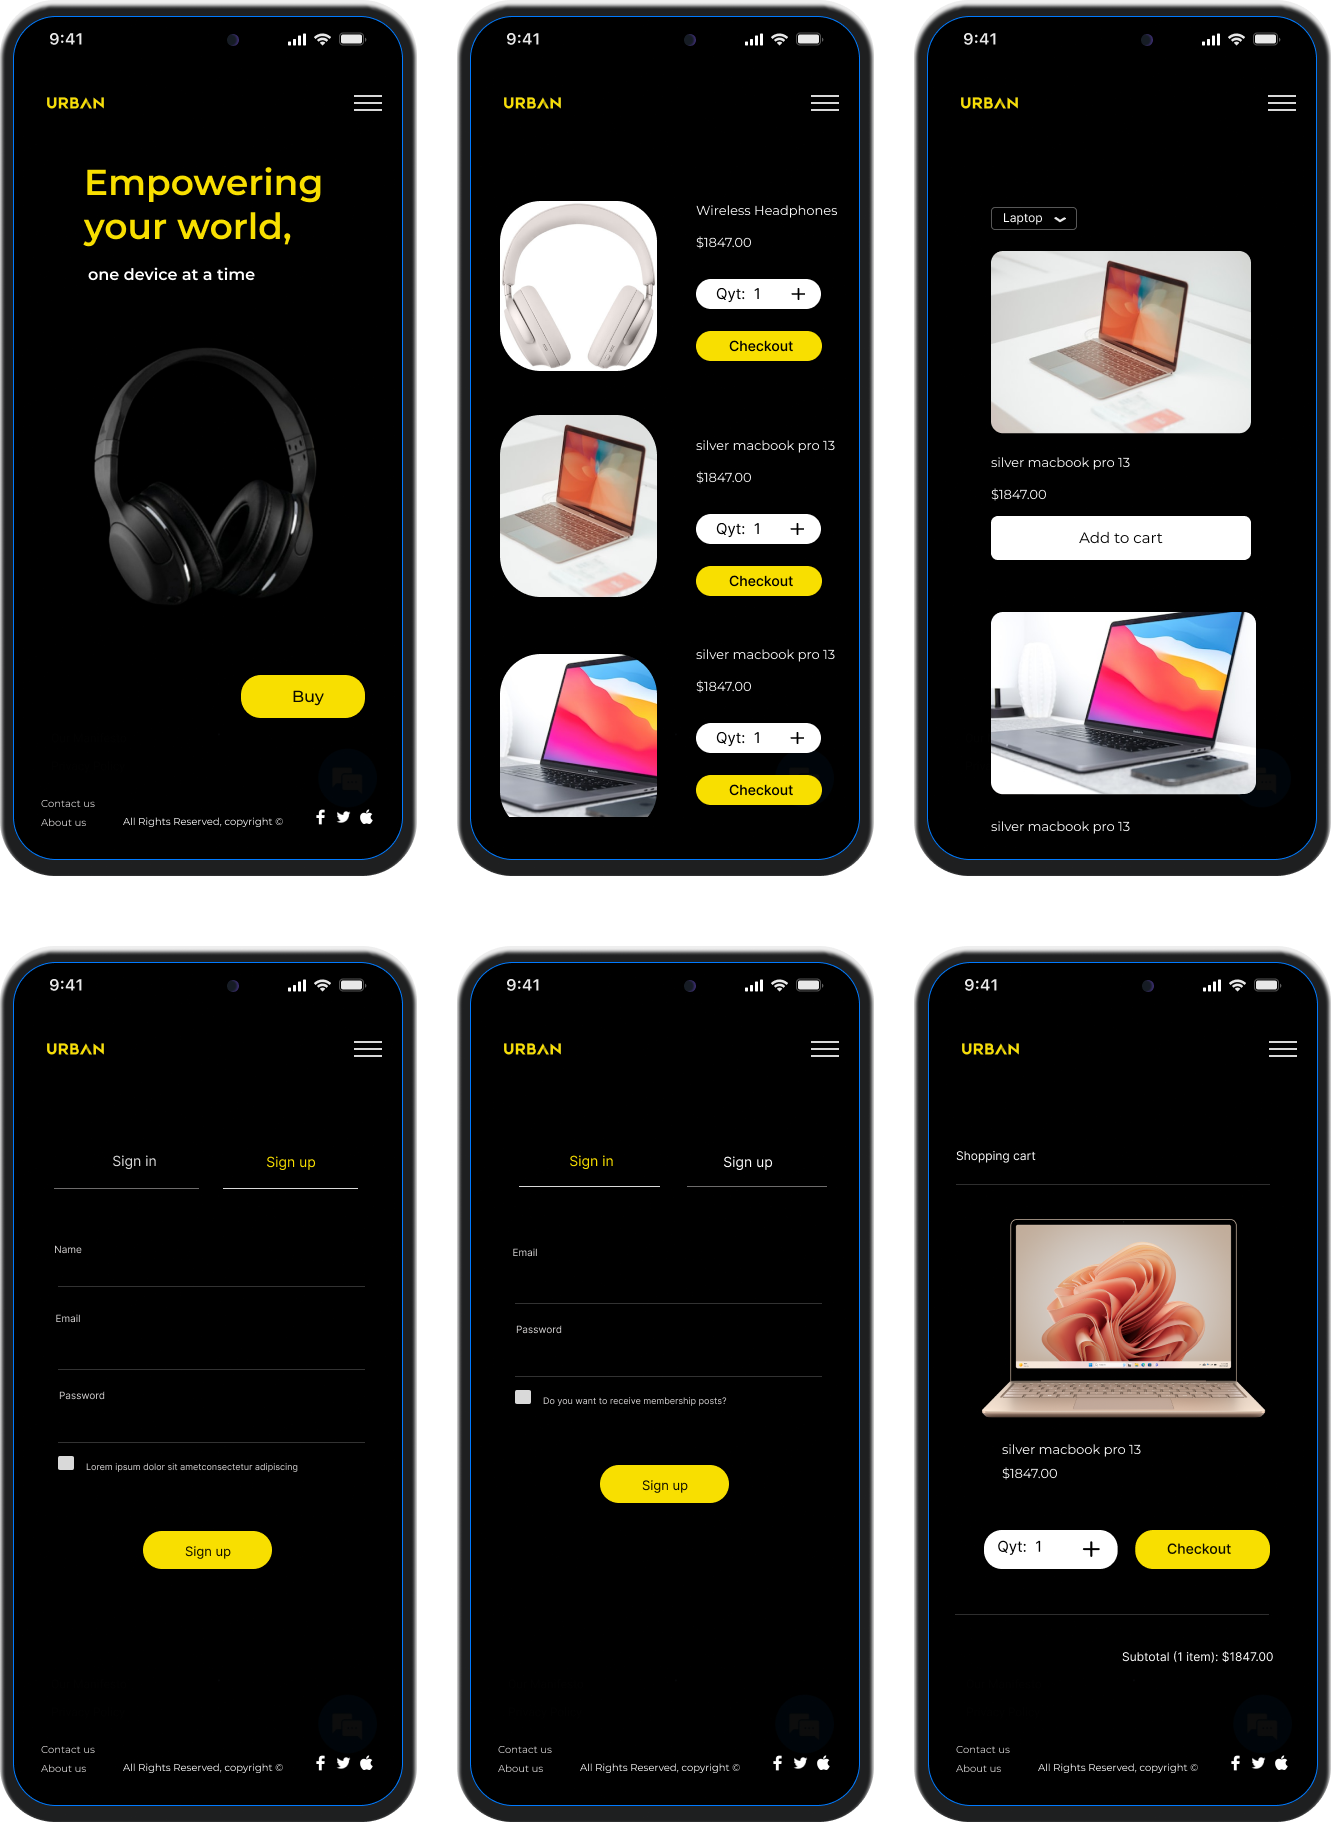 9:41
URBAN
Empowering
your world,
one device at a time
Buy
Contact us
About us
All Rights Reserved, copyright ©
9:41
URBAN
Wireless Headphones
$1847.00
Qyt: 1 +
Checkout
silver macbook pro 13
$1847.00
Qyt: 1 +
Checkout
silver macbook pro 13
$1847.00
Qyt: 1 +
Checkout
9:41
URBAN
Laptop
silver macbook pro 13
$1847.00
Add to cart
silver macbook pro 13
9:41
URBAN
Sign in
Sign up
Name
Email
Password
Lorem ipsum dolor sit ametconsectetur adipiscing
Sign up
Contact us
About us
All Rights Reserved, copyright ©
9:41
URBAN
Sign in
Sign up
Email
Password
Do you want to receive membership posts?
Sign up
Contact us
About us
All Rights Reserved, copyright ©
9:41
URBAN
Shopping cart
silver macbook pro 13
$1847.00
Qyt: 1 +
Checkout
Subtotal (1 item): $1847.00
Contact us
About us
All Rights Reserved, copyright ©